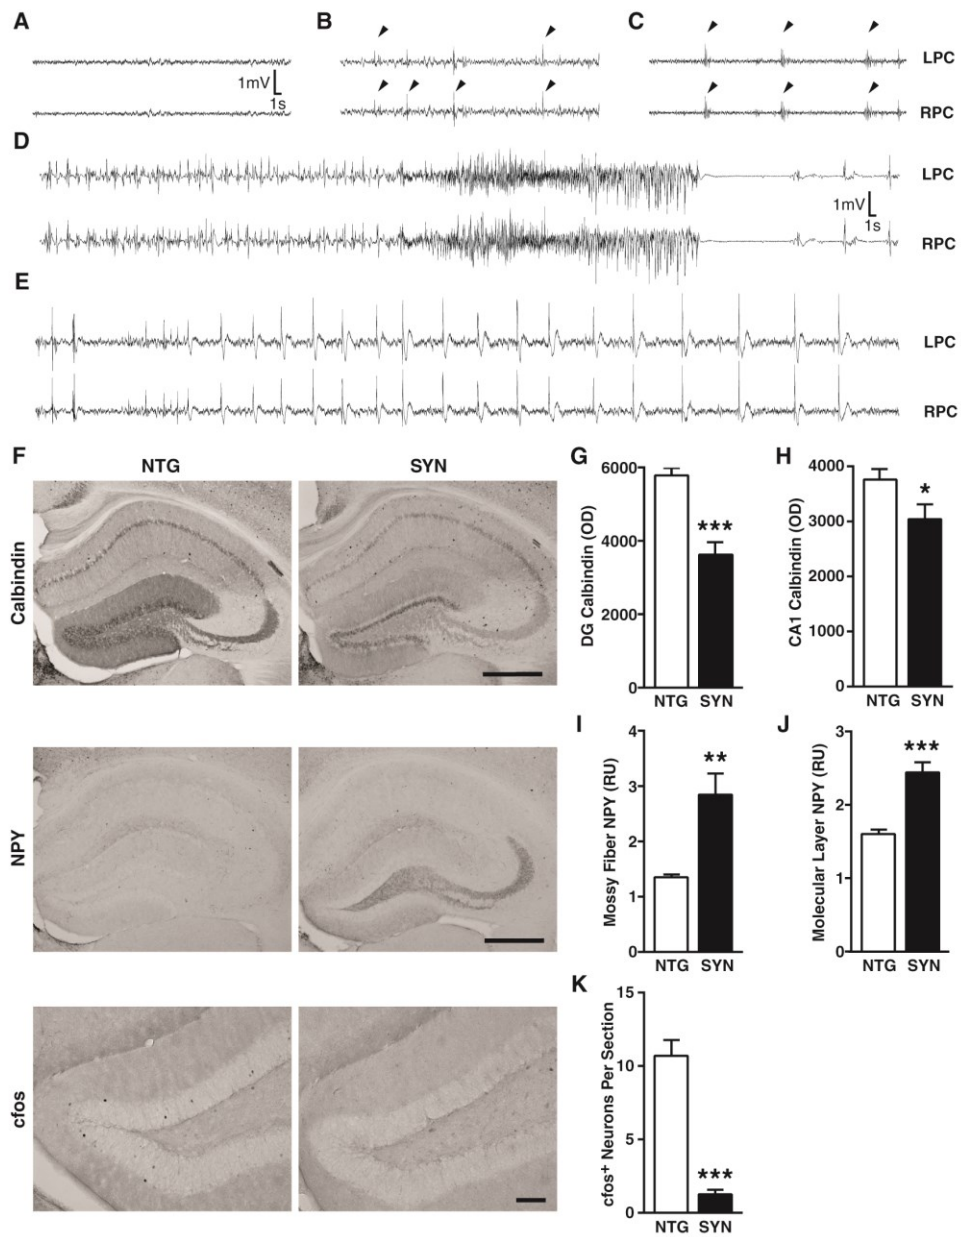 A B C
LPC
1mV
1s
RPC
D
LPC
1mV
1s
RPC
E
LPC
RPC
F NTG SYN
Calbindin
NPY
cfos
G
DG Calbindin (OD)
6000
4000
2000
0
***
NTG SYN
H
CA1 Calbindin (OD)
4000
3000
2000
1000
0
*
NTG SYN
I
Mossy Fiber NPY (RU)
4
3
2
1
0
**
NTG SYN
J
Molecular Layer NPY (RU)
3
2
1
0
***
NTG SYN
K
cfos+ Neurons Per Section
15
10
5
0
***
NTG SYN